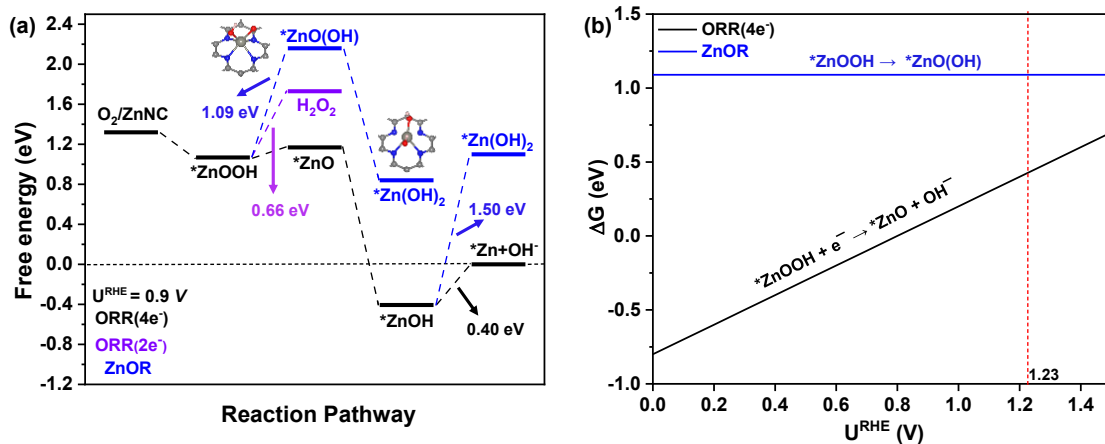 (a)
2.4
2.0
1.6
1.2
0.8
0.4
0.0
-0.4
-0.8
-1.2
Free energy (eV)
Reaction Pathway
*ZnO(OH)
1.09 eV
H₂O₂
O₂/ZnNC
*ZnOOH
*ZnO
0.66 eV
*Zn(OH)₂
*Zn(OH)₂
1.50 eV
*Zn+OH⁻
*ZnOH
0.40 eV
U^RHE = 0.9 V
ORR(4e⁻)
ORR(2e⁻)
ZnOR
(b)
1.5
1.0
0.5
0.0
-0.5
-1.0
ΔG (eV)
ORR(4e⁻)
ZnOR
*ZnOOH → *ZnO(OH)
*ZnOOH + e⁻ → *ZnO + OH⁻
1.23
0.0 0.2 0.4 0.6 0.8 1.0 1.2 1.4
U^RHE (V)